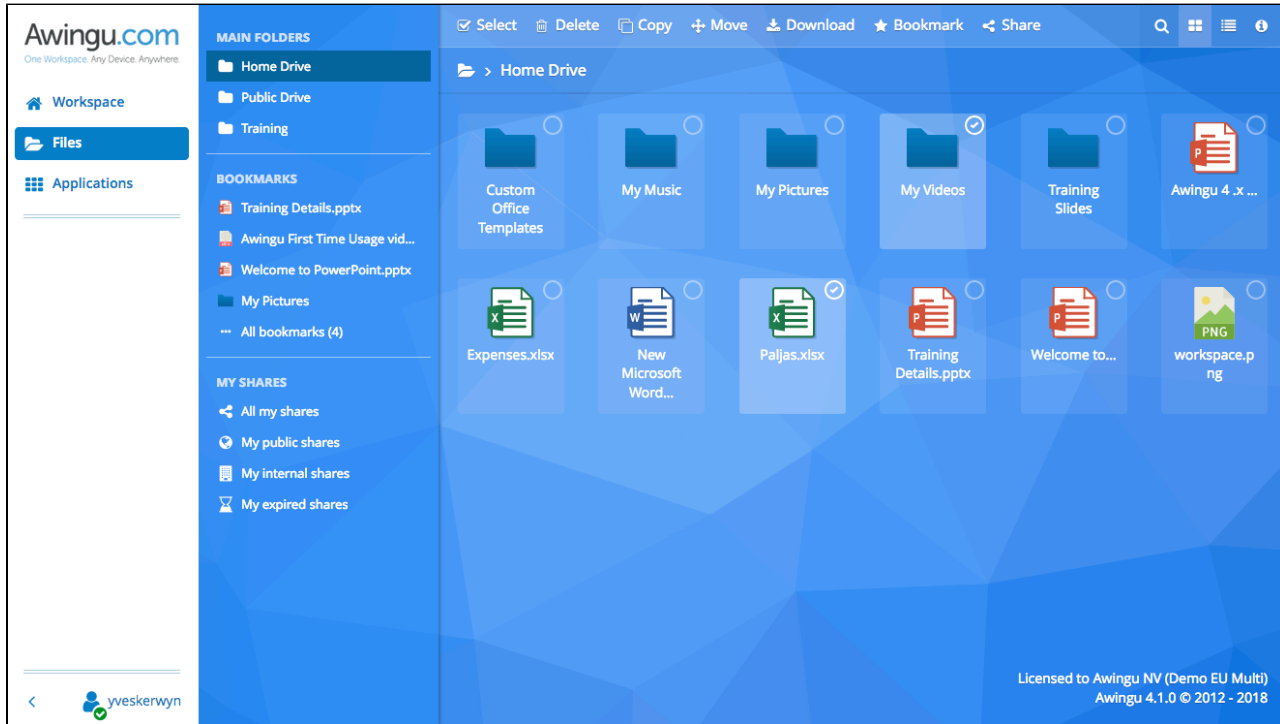 Awingu.com
One Workspace. Any Device. Anywhere.
Workspace
Files
Applications
yveskerwyn
MAIN FOLDERS
Home Drive
Public Drive
Training
BOOKMARKS
Training Details.pptx
Awingu First Time Usage vid...
Welcome to PowerPoint.pptx
My Pictures
All bookmarks (4)
MY SHARES
All my shares
My public shares
My internal shares
My expired shares
Select Delete Copy Move Download Bookmark Share
> Home Drive
Custom
Office
Templates
My Music
My Pictures
My Videos
Training
Slides
P
Awingu 4 .x ...
X
Expenses.xlsx
W
New
Microsoft
Word...
X
Paljas.xlsx
P
Training
Details.pptx
P
Welcome to...
PNG
workspace.p
ng
Licensed to Awingu NV (Demo EU Multi)
Awingu 4.1.0 © 2012 - 2018